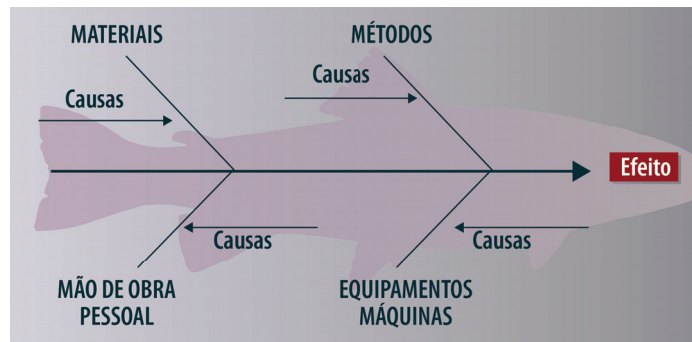 MATERIAIS
MÉTODOS
Causas
Causas
Efeito
Causas
Causas
MÃO DE OBRA
PESSOAL
EQUIPAMENTOS
MÁQUINAS